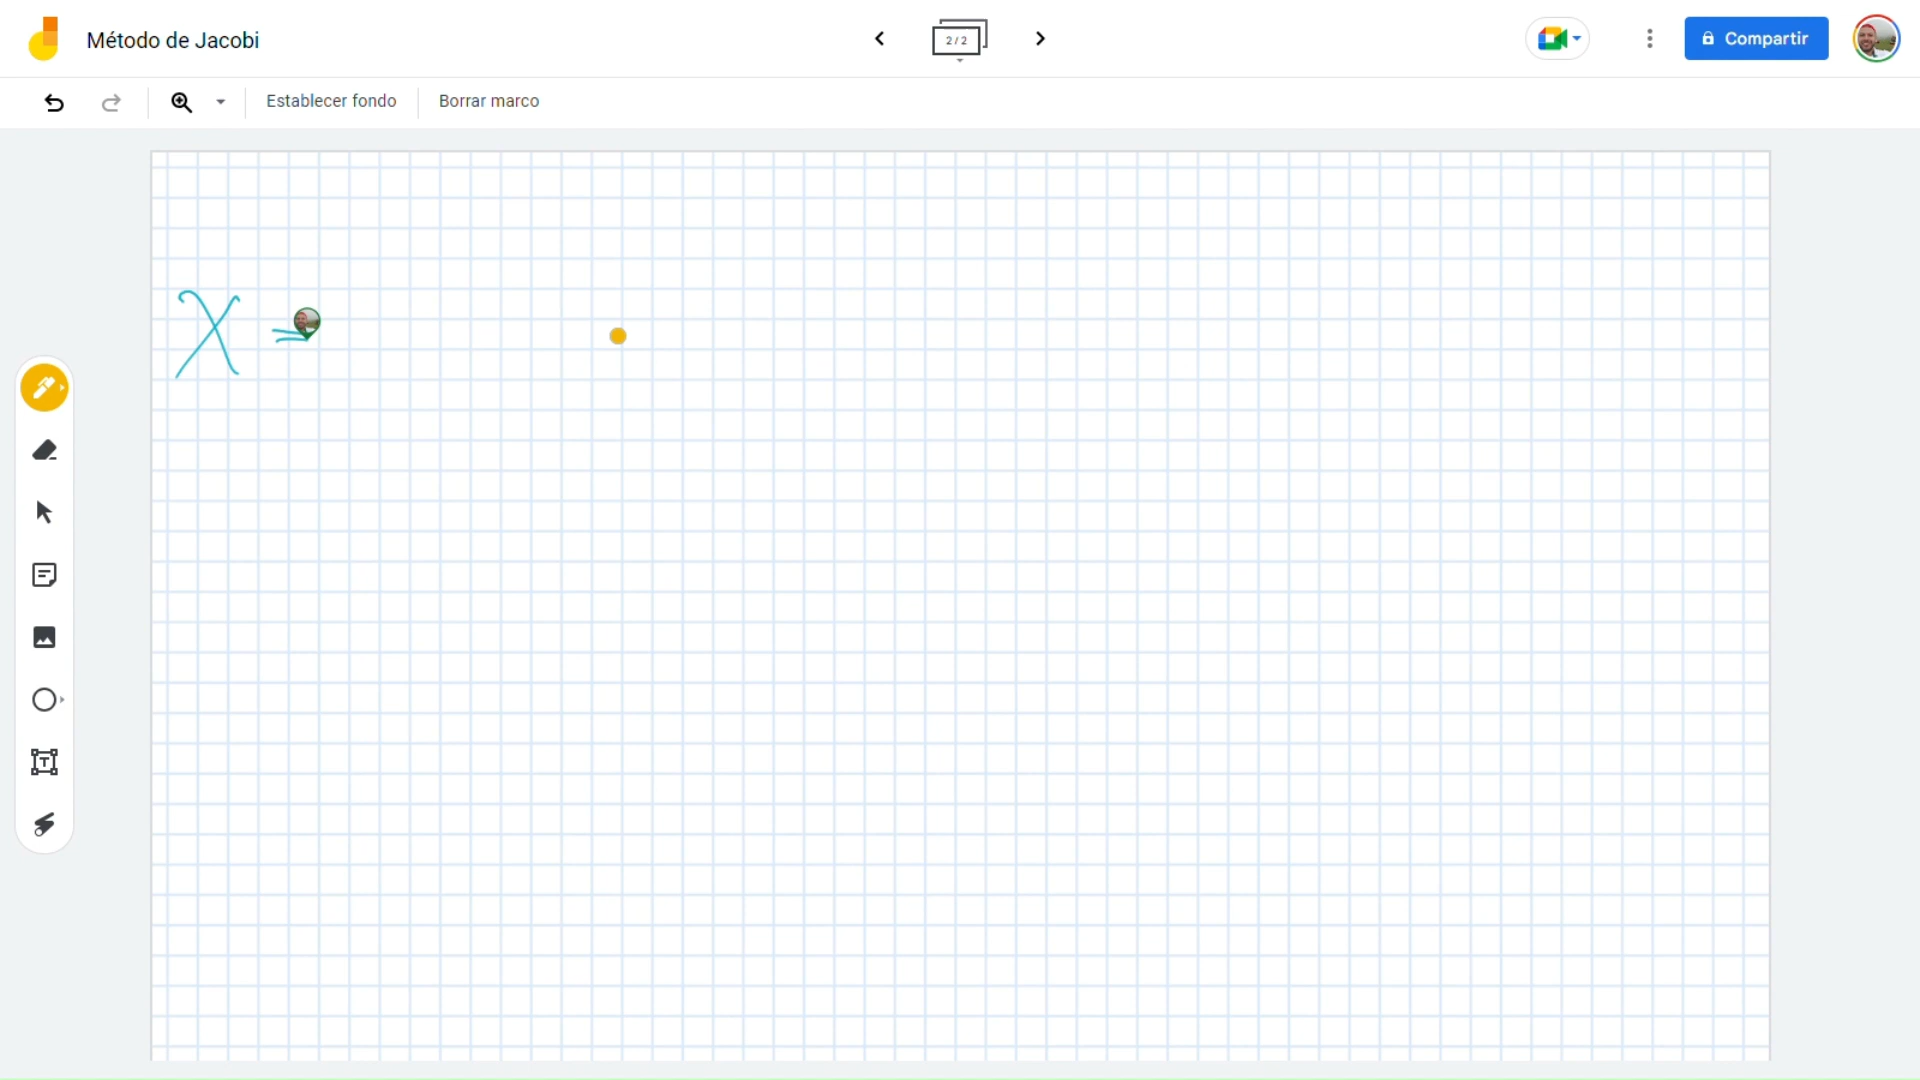 Método de Jacobi
2 / 2
Compartir
Establecer fondo
Borrar marco
X =
T